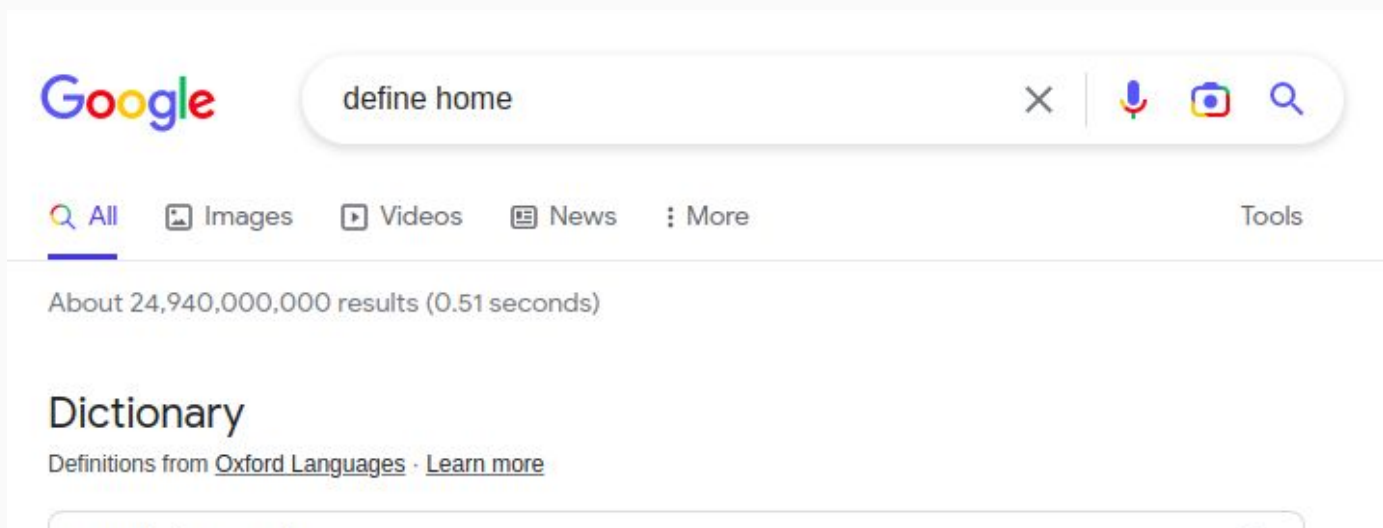 Google define home
All Images Videos News More Tools
About 24,940,000,000 results (0.51 seconds)
Dictionary
Definitions from Oxford Languages · Learn more